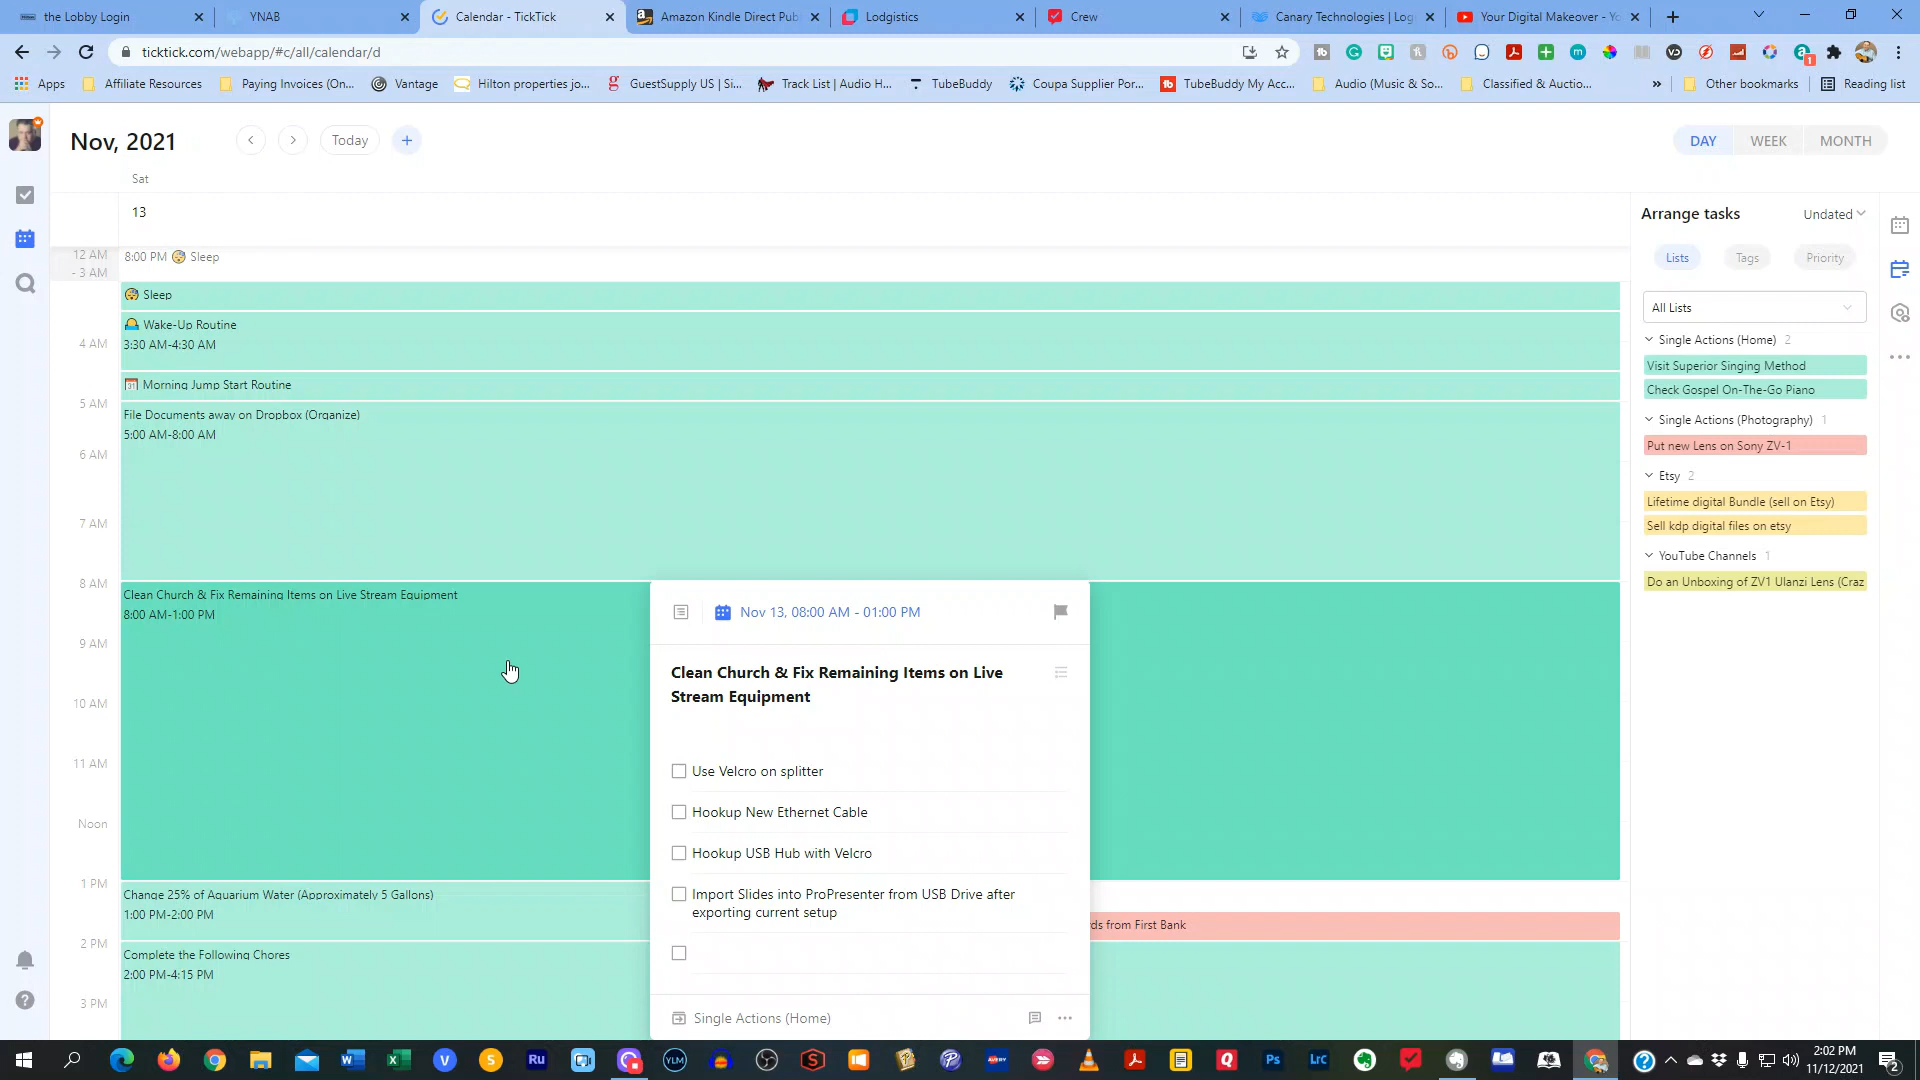 the Lobby Login
YNAB
Calendar - TickTick
Amazon Kindle Direct Pub
Lodgistics
Crew
Canary Technologies | Log
Your Digital Makeover - Yo
ticktick.com/webapp/#c/all/calendar/d
Apps
Affiliate Resources
Paying Invoices (On...
Vantage
Hilton properties jo...
GuestSupply US | Si...
Track List | Audio H...
TubeBuddy
Coupa Supplier Por...
TubeBuddy My Acc...
Audio (Music & So...
Classified & Auctio...
Other bookmarks
Reading list
Nov, 2021
Today
DAY
WEEK
MONTH
Sat
13
12 AM
- 3 AM
8:00 PM Sleep
Sleep
Wake-Up Routine
3:30 AM-4:30 AM
4 AM
Morning Jump Start Routine
5 AM
File Documents away on Dropbox (Organize)
5:00 AM-8:00 AM
6 AM
7 AM
8 AM
Clean Church & Fix Remaining Items on Live Stream Equipment
8:00 AM-1:00 PM
9 AM
10 AM
11 AM
Noon
1 PM
Change 25% of Aquarium Water (Approximately 5 Gallons)
1:00 PM-2:00 PM
ds from First Bank
2 PM
Complete the Following Chores
2:00 PM-4:15 PM
3 PM
Nov 13, 08:00 AM - 01:00 PM
Clean Church & Fix Remaining Items on Live
Stream Equipment
Use Velcro on splitter
Hookup New Ethernet Cable
Hookup USB Hub with Velcro
Import Slides into ProPresenter from USB Drive after
exporting current setup
Single Actions (Home)
Arrange tasks
Undated
Lists
Tags
Priority
All Lists
Single Actions (Home) 2
Visit Superior Singing Method
Check Gospel On-The-Go Piano
Single Actions (Photography) 1
Put new Lens on Sony ZV-1
Etsy 2
Lifetime digital Bundle (sell on Etsy)
Sell kdp digital files on etsy
YouTube Channels 1
Do an Unboxing of ZV1 Ulanzi Lens (Craz
2:02 PM
11/12/2021